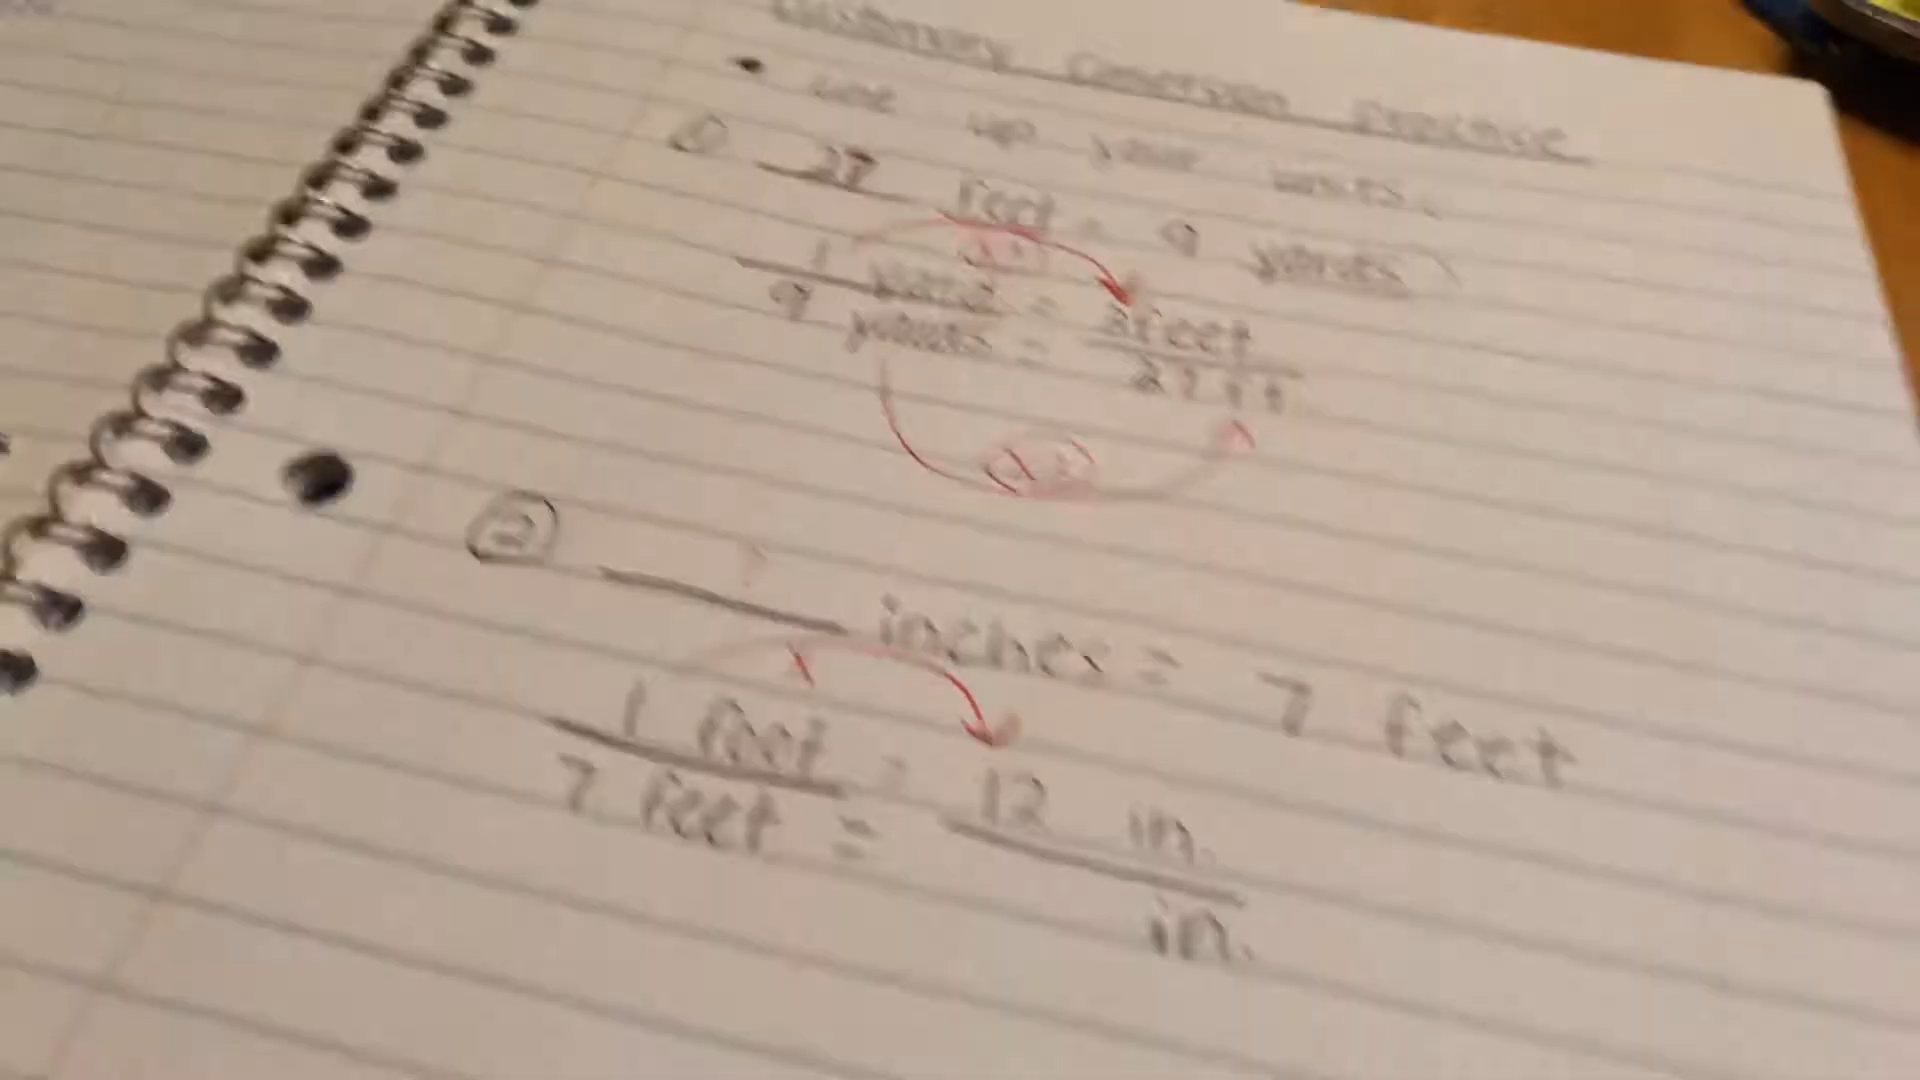 Customary Conversion Practice
• Line up your units.
① 27 feet = 9 yards
1 yard = 3 feet
9 yards = 27 ft.
② ? inches = 7 feet
1 foot = 12 in.
7 feet = in.